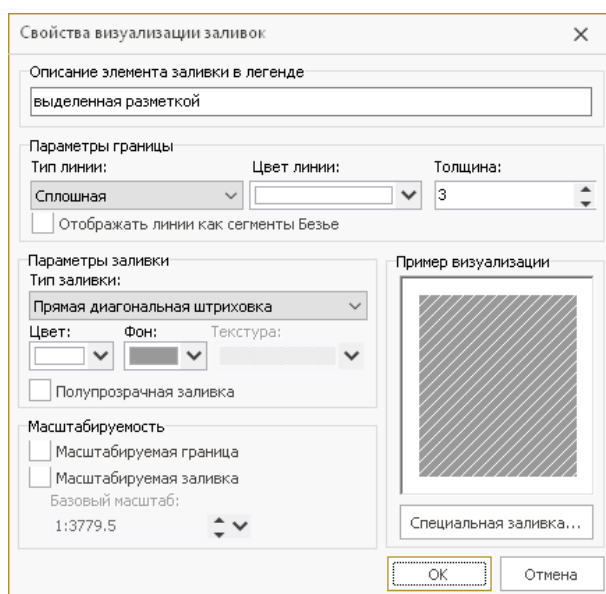 Свойства визуализации заливок
Описание элемента заливки в легенде
выделенная разметкой
Параметры границы
Тип линии: Цвет линии: Толщина:
Сплошная 3
Отображать линии как сегменты Безье
Параметры заливки
Тип заливки:
Прямая диагональная штриховка
Цвет: Фон: Текстура:
Полупрозрачная заливка
Масштабируемость
Масштабируемая граница
Масштабируемая заливка
Базовый масштаб:
1:3779.5
Пример визуализации
Специальная заливка...
ОК Отмена